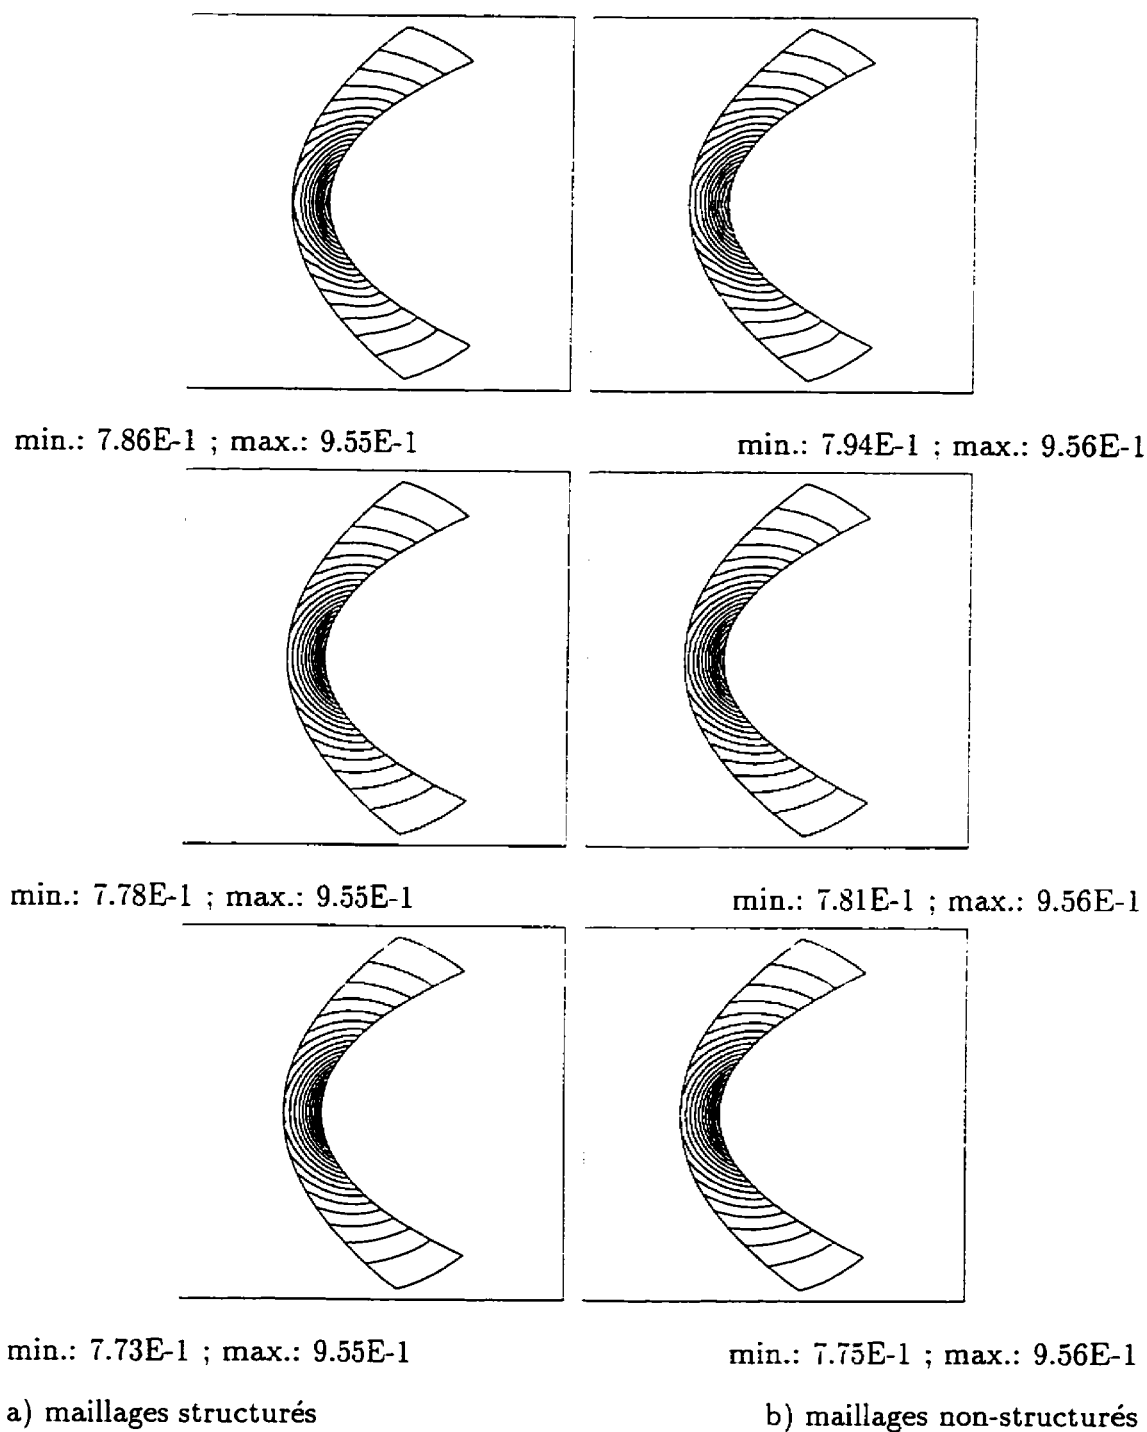 min.: 7.86E-1 ; max.: 9.55E-1
min.: 7.94E-1 ; max.: 9.56E-1
min.: 7.78E-1 ; max.: 9.55E-1
min.: 7.81E-1 ; max.: 9.56E-1
min.: 7.73E-1 ; max.: 9.55E-1
min.: 7.75E-1 ; max.: 9.56E-1
a) maillages structurés
b) maillages non-structurés